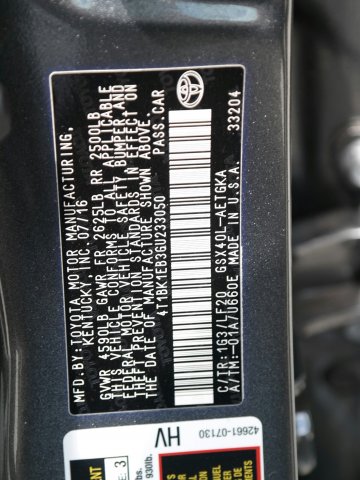 MFD. BY:TOYOTA MOTOR MANUFACTURING,
KENTUCKY, INC. 07/16
GVWR 4590LB GAWR FR 2625LB RR 2500LB
THIS VEHICLE CONFORMS TO ALL APPLICABLE
FEDERAL MOTOR VEHICLE SAFETY, BUMPER, AND
THEFT PREVENTION STANDARDS IN EFFECT ON
THE DATE OF MANUFACTURE SHOWN ABOVE.
4T1BK1EB3GU233050 PASS.CAR
C/TR:1G3/LF20 GSX40L-AETGKA
A/TM:-01A/U660E MADE IN U.S.A. 33204
42661-07130
HV
930lb.
E 3